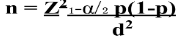 n = Z²₁₋α/₂ p(1-p)
d²